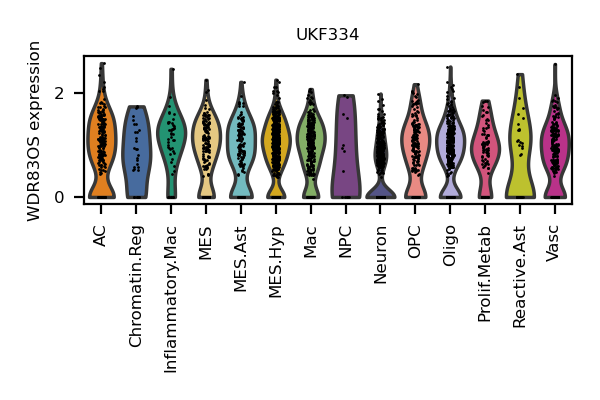 UKF334
WDR83OS expression
2
0
AC
Chromatin.Reg
Inflammatory.Mac
MES
MES.Ast
MES.Hyp
Mac
NPC
Neuron
OPC
Oligo
Prolif.Metab
Reactive.Ast
Vasc